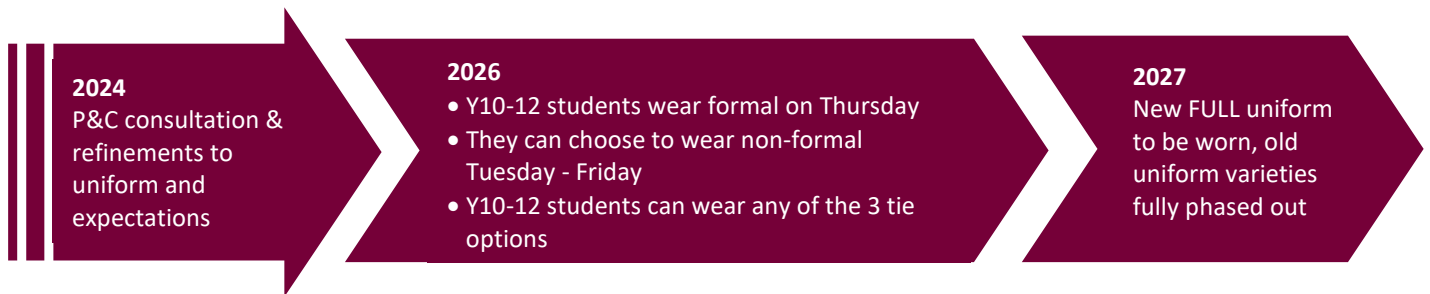 2024
P&C consultation &
refinements to
uniform and
expectations
2026
• Y10-12 students wear formal on Thursday
• They can choose to wear non-formal
Tuesday - Friday
• Y10-12 students can wear any of the 3 tie
options
2027
New FULL uniform
to be worn, old
uniform varieties
fully phased out